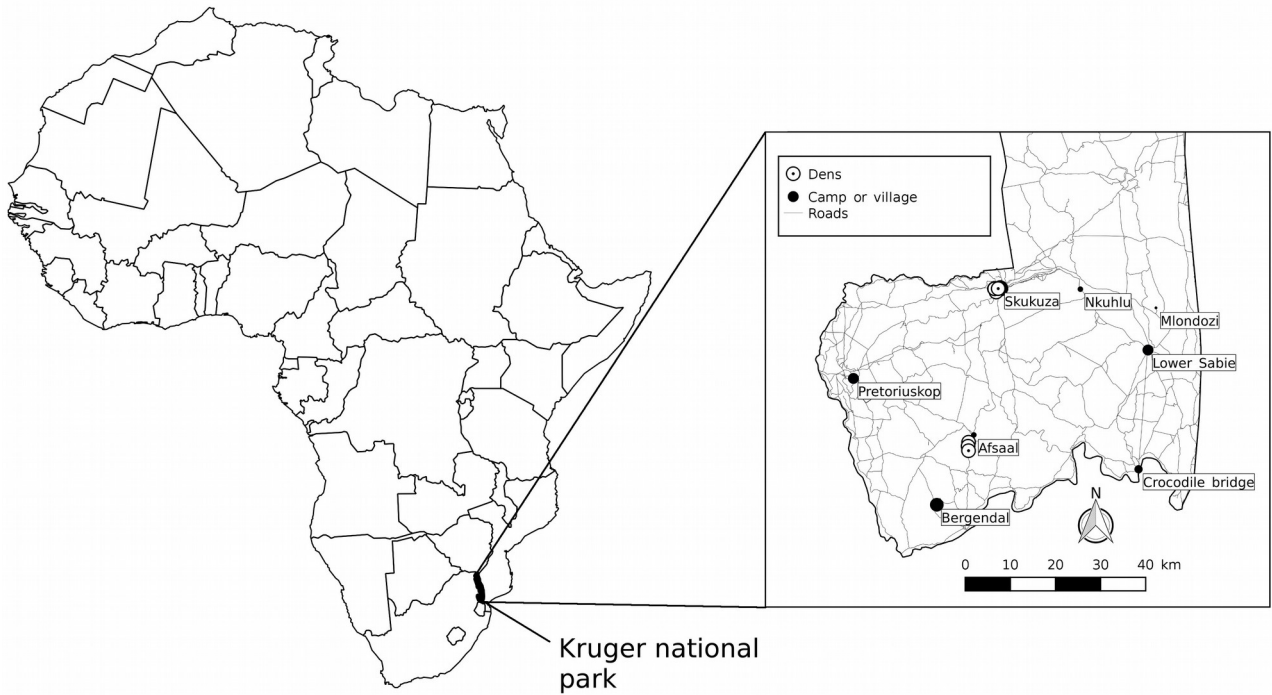 Dens
Camp or village
Roads
Skukuza
Nkuhlu
Mlondozi
Lower Sabie
Pretoriuskop
Afsaal
Crocodile bridge
Bergendal
N
0 10 20 30 40 km
Kruger national
park